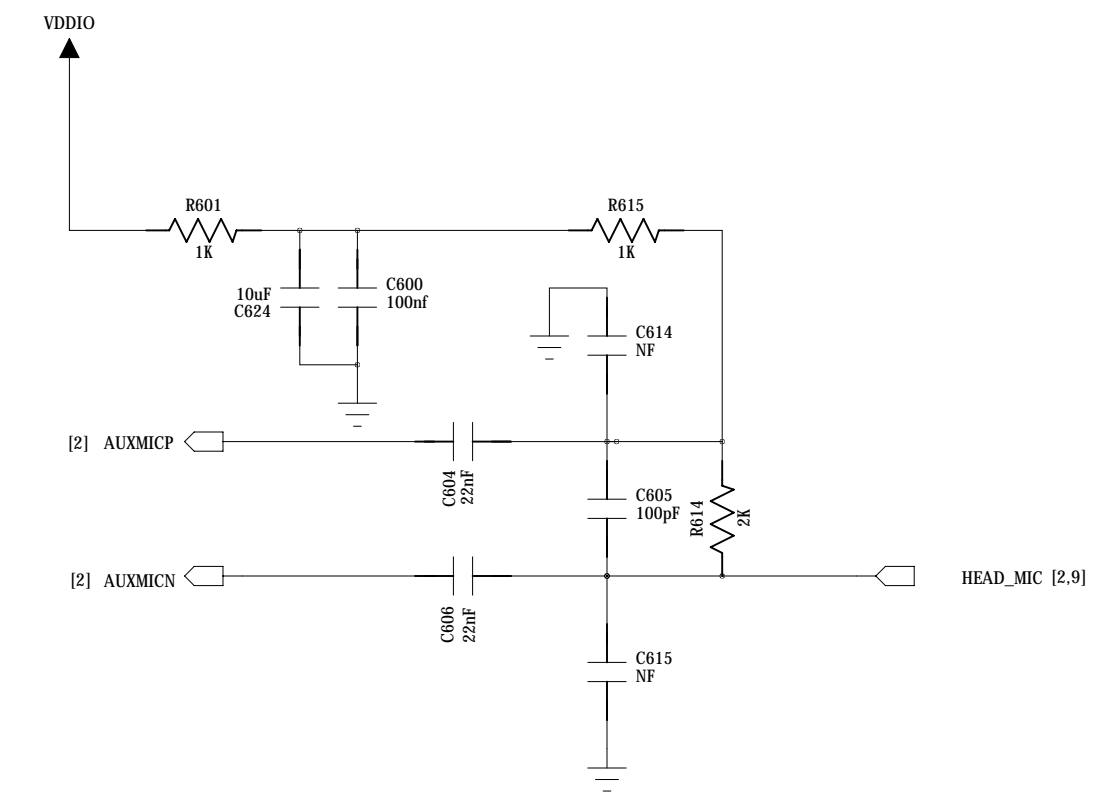 VDDIO
R601
1K
R615
1K
10uF
C624
C600
100nf
C614
NF
[2] AUXMICP
C604
22nF
C605
100pF
R614
2K
[2] AUXMICN
C606
22nF
HEAD_MIC [2,9]
C615
NF